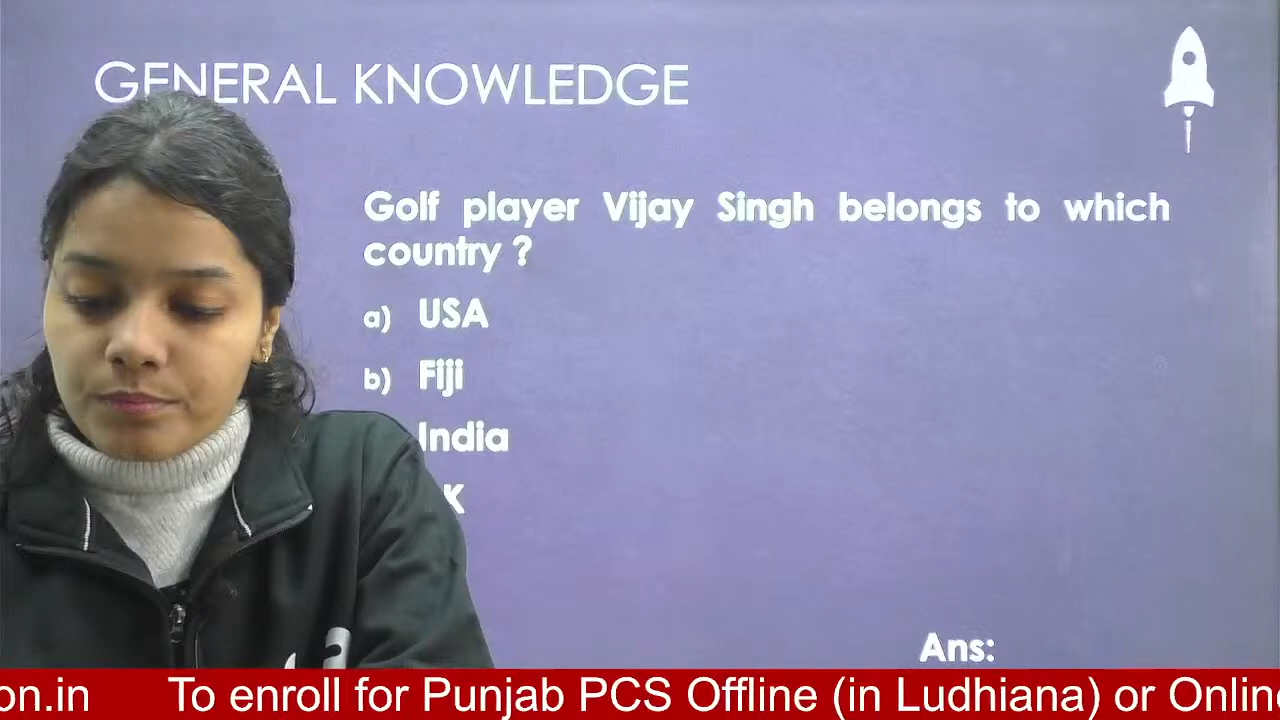 GENERAL KNOWLEDGE
Golf player Vijay Singh belongs to which
country ?
a) USA
b) Fiji
India
K
Ans:
on.in To enroll for Punjab PCS Offline (in Ludhiana) or Online